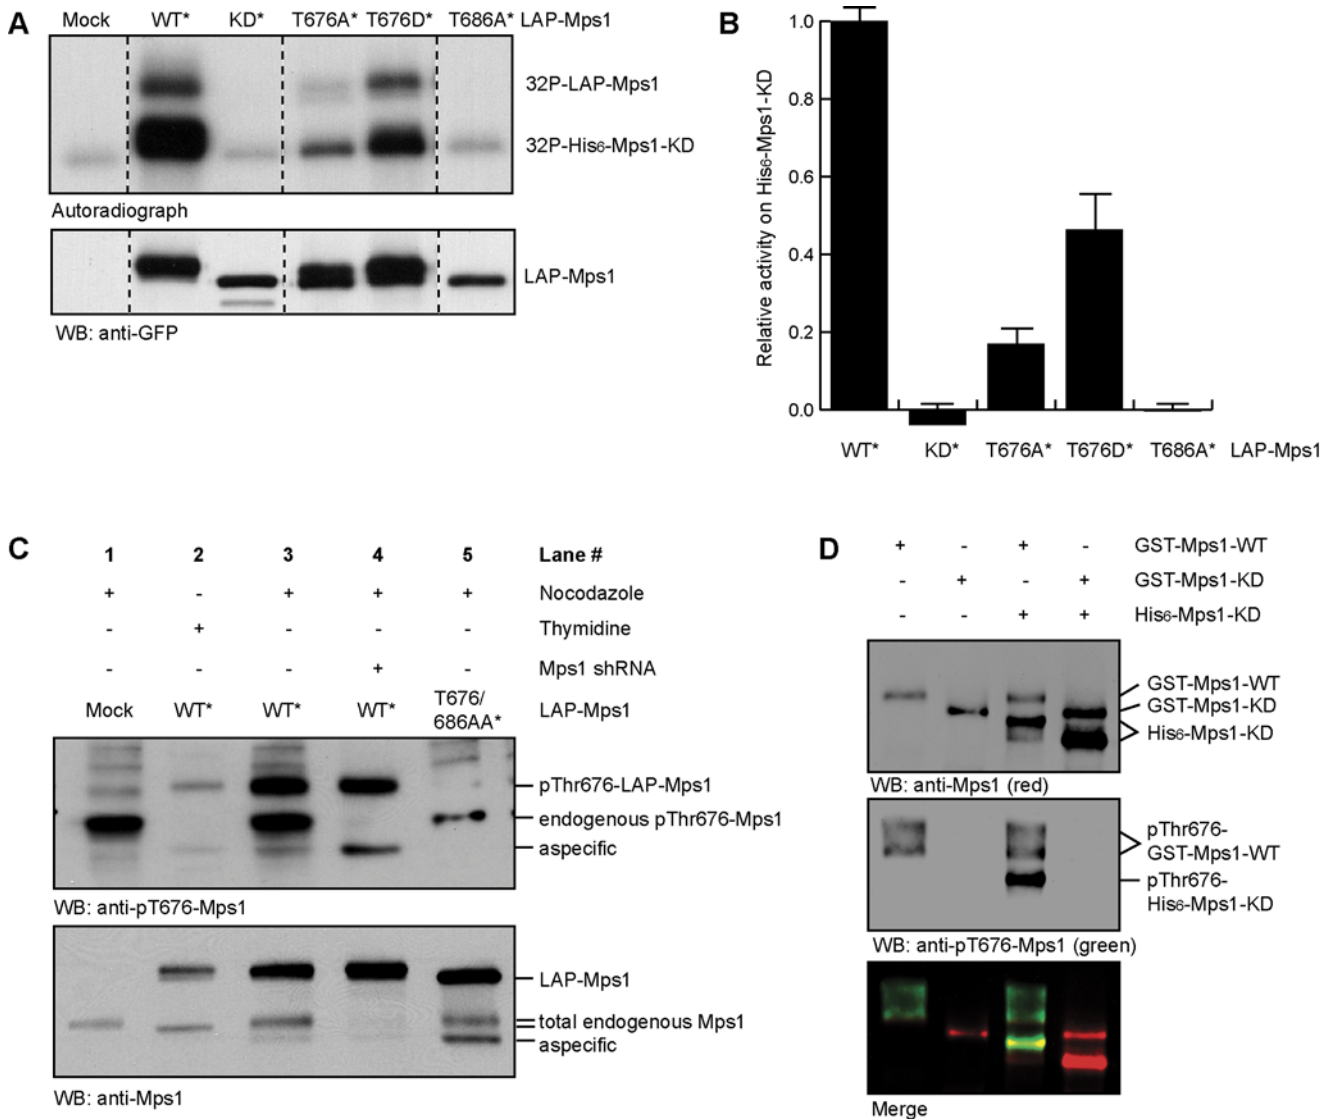 A
Mock WT* KD* T676A* T676D* T686A* LAP-Mps1
32P-LAP-Mps1
32P-His6-Mps1-KD
Autoradiograph
LAP-Mps1
WB: anti-GFP
B
Relative activity on His6-Mps1-KD
1.0
0.8
0.6
0.4
0.2
0.0
WT* KD* T676A* T676D* T686A* LAP-Mps1
C
1 2 3 4 5 Lane #
+ - + + + Nocodazole
- + - - - Thymidine
- - - + - Mps1 shRNA
Mock WT* WT* WT* T676/ LAP-Mps1
686AA*
pThr676-LAP-Mps1
endogenous pThr676-Mps1
aspecific
WB: anti-pT676-Mps1
LAP-Mps1
total endogenous Mps1
aspecific
WB: anti-Mps1
D
+ - + - GST-Mps1-WT
- + - + GST-Mps1-KD
- - + + His6-Mps1-KD
GST-Mps1-WT
GST-Mps1-KD
His6-Mps1-KD
WB: anti-Mps1 (red)
pThr676-
GST-Mps1-WT
pThr676-
His6-Mps1-KD
WB: anti-pT676-Mps1 (green)
Merge